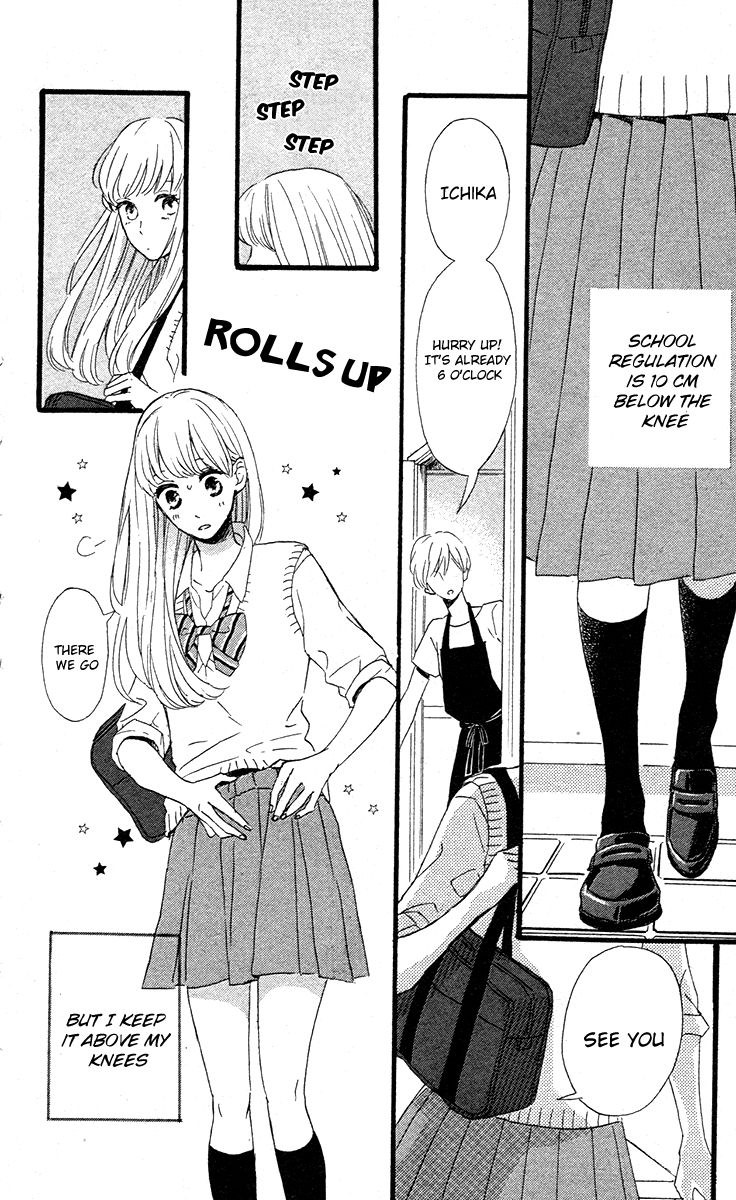 SCHOOL
REGULATION
IS 10 CM
BELOW THE
KNEE
ICHIKA
HURRY UP!
IT'S ALREADY
6 O'CLOCK
SEE YOU
STEP
STEP
STEP
ROLLS UP
THERE
WE GO
BUT I KEEP
IT ABOVE MY
KNEES